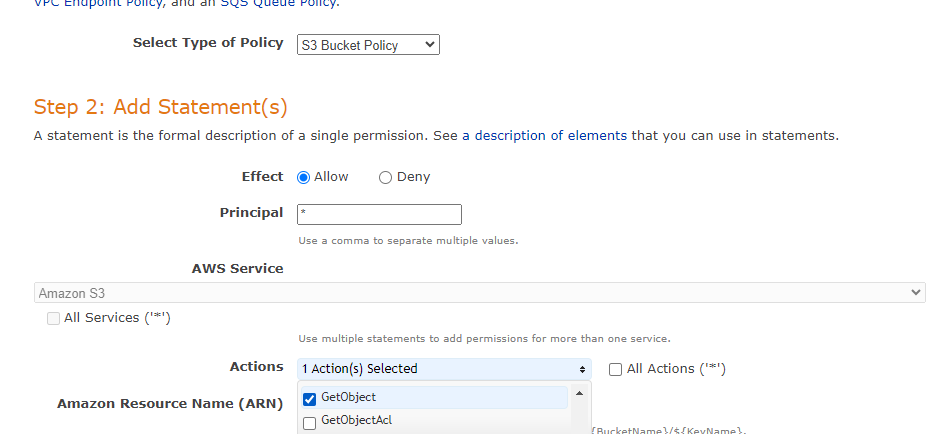 VPC Endpoint Policy, and an SQS Queue Policy.
Select Type of Policy S3 Bucket Policy
Step 2: Add Statement(s)
A statement is the formal description of a single permission. See a description of elements that you can use in statements.
Effect Allow Deny
Principal *
Use a comma to separate multiple values.
AWS Service
Amazon S3
All Services ('*')
Use multiple statements to add permissions for more than one service.
Actions 1 Action(s) Selected All Actions ('*')
GetObject
Amazon Resource Name (ARN)
GetObjectAcl
{BucketName}/${KeyName}.